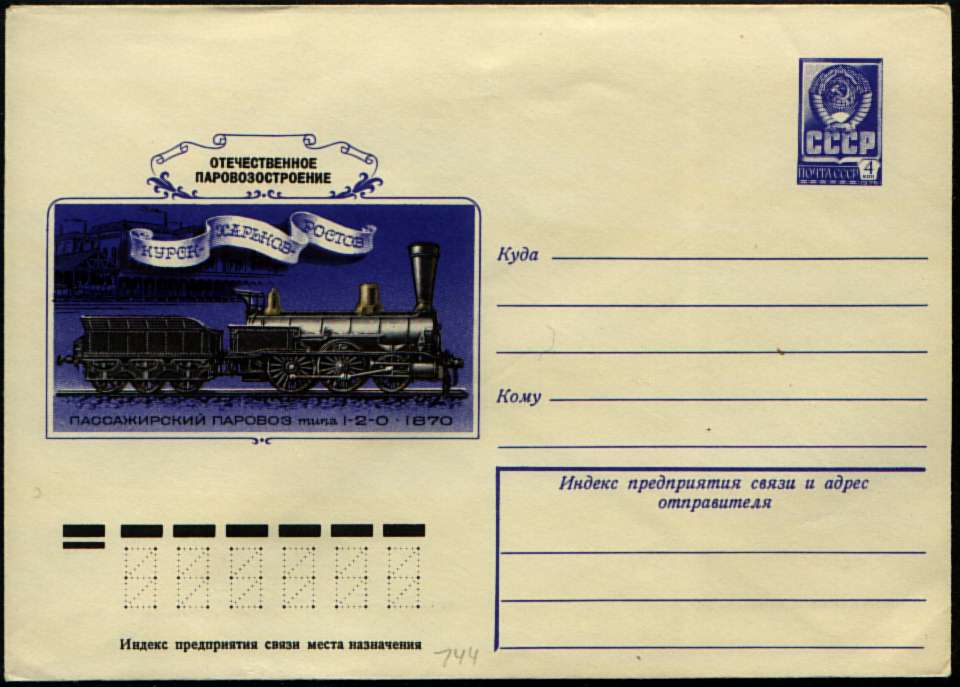 СССР
ПОЧТА СССР
4
КОП
ОТЕЧЕСТВЕННОЕ
ПАРОВОЗОСТРОЕНИЕ
КУРСК-
ХАРЬКОВ-
РОСТОВ
ПАССАЖИРСКИЙ ПАРОВОЗ типа 1-2-0 · 1870
Куда
Кому
Индекс предприятия связи и адрес
отправителя
Индекс предприятия связи места назначения
744